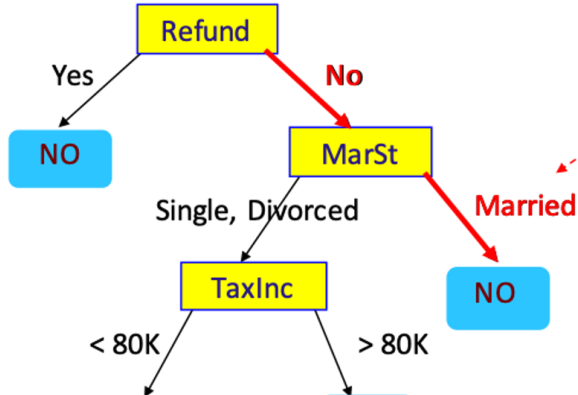 Refund
Yes
No
NO
MarSt
Single, Divorced
Married
TaxInc
NO
< 80K
> 80K